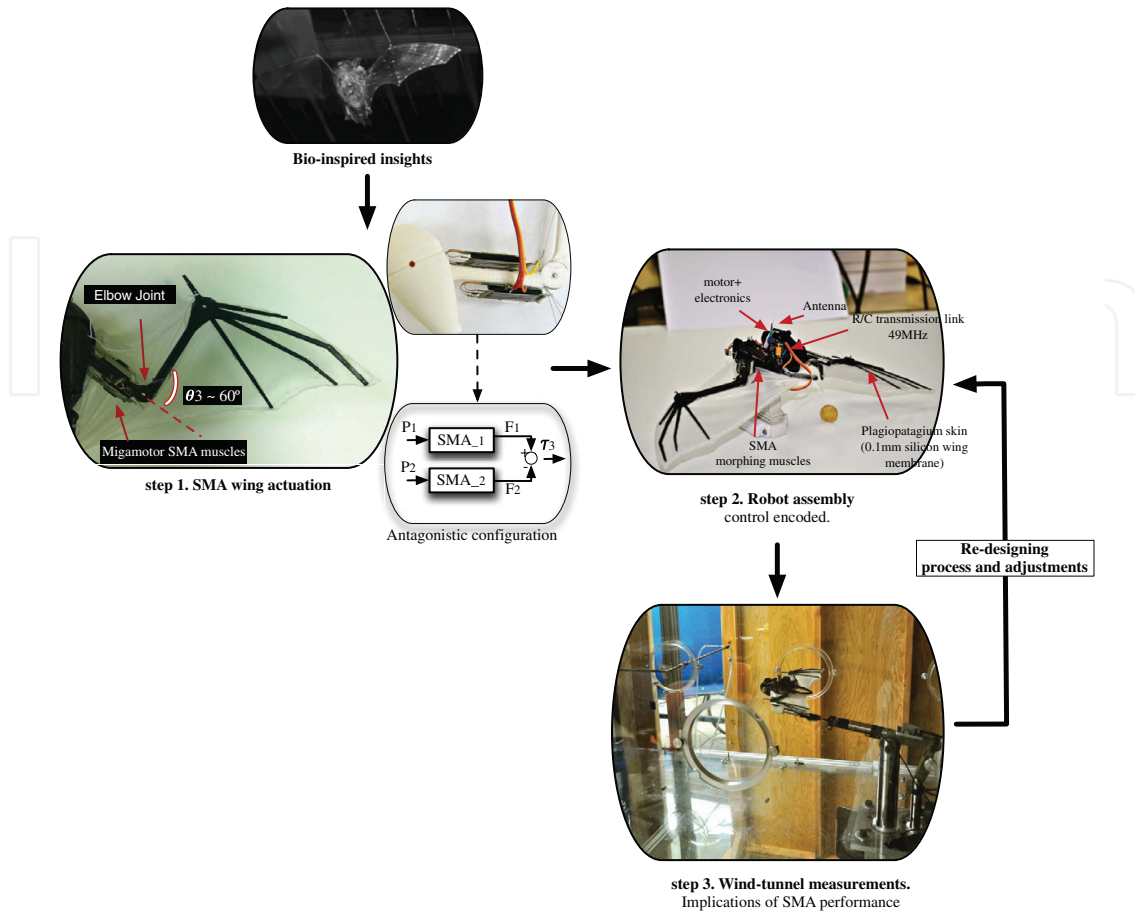 Bio-inspired insights
Elbow Joint
θ3 ~ 60º
Migamotor SMA muscles
step 1. SMA wing actuation
P1
SMA_1
F1
+
τ3
P2
SMA_2
-
F2
Antagonistic configuration
motor+
electronics
Antenna
R/C transmission link
49MHz
SMA
morphing muscles
Plagiopatagium skin
(0.1mm silicon wing
membrane)
step 2. Robot assembly
control encoded.
Re-designing
process and adjustments
step 3. Wind-tunnel measurements.
Implications of SMA performance